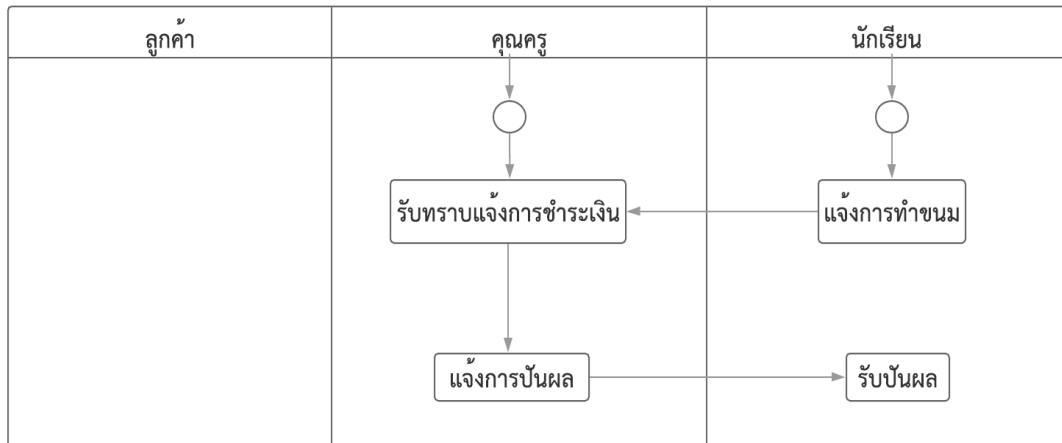 ลูกค้า
คุณครู
นักเรียน
รับทราบแจ้งการชำระเงิน
แจ้งการทำขนม
แจ้งการปันผล
รับปันผล